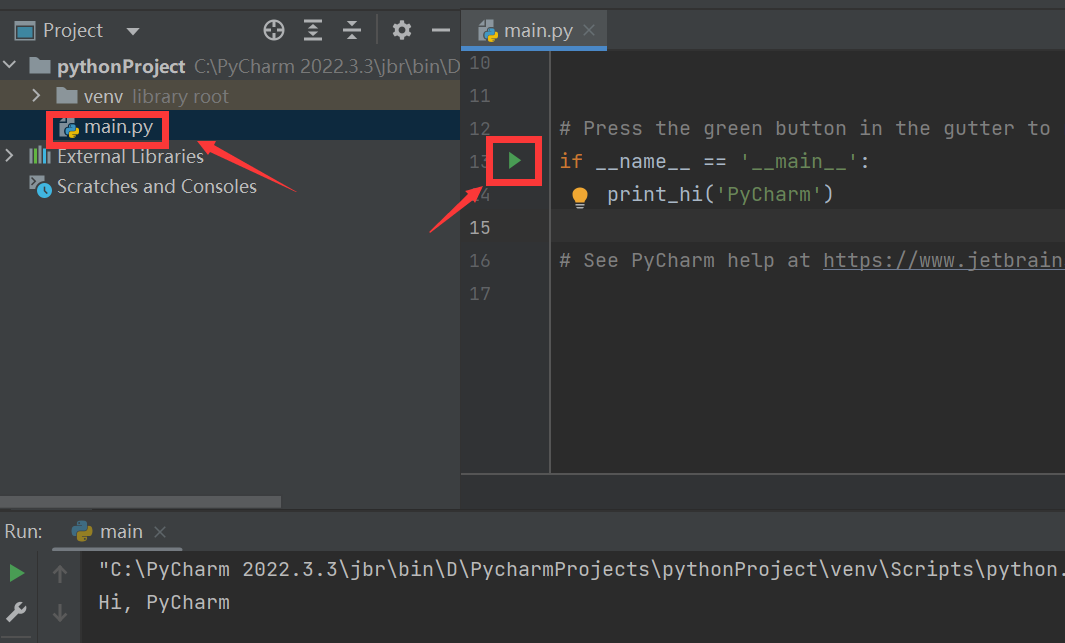 Project
main.py
pythonProject C:\PyCharm 2022.3.3\jbr\bin\D
venv library root
main.py
External Libraries
Scratches and Consoles
10
11
12 # Press the green button in the gutter to
13 if __name__ == '__main__':
14 print_hi('PyCharm')
15
16 # See PyCharm help at https://www.jetbrain
17
Run: main
"C:\PyCharm 2022.3.3\jbr\bin\D\PycharmProjects\pythonProject\venv\Scripts\python.
Hi, PyCharm